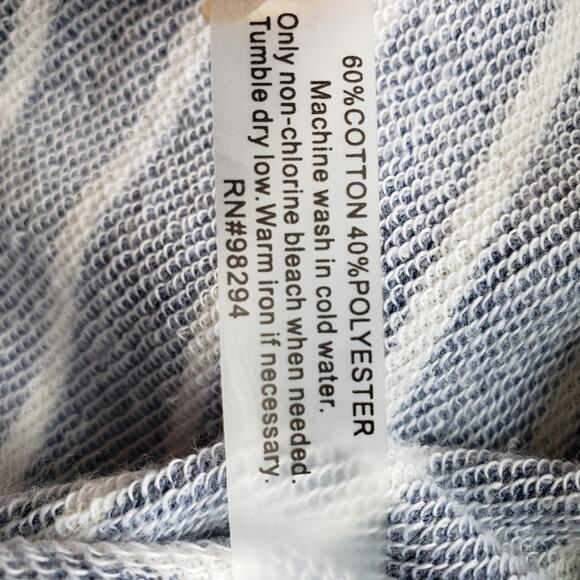 60%COTTON 40%POLYESTER
Machine wash in cold water.
Only non-chlorine bleach when needed.
Tumble dry low.Warm iron if necessary.
RN#98294